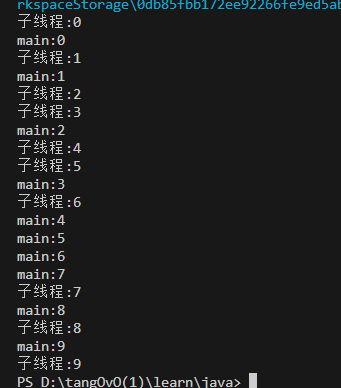 rkspaceStorage\0db85fbb172ee92266fe9ed5ab
子线程:0
main:0
子线程:1
main:1
子线程:2
子线程:3
main:2
子线程:4
子线程:5
main:3
子线程:6
main:4
main:5
main:6
main:7
子线程:7
main:8
子线程:8
main:9
子线程:9
PS D:\tangOvO(1)\learn\java>